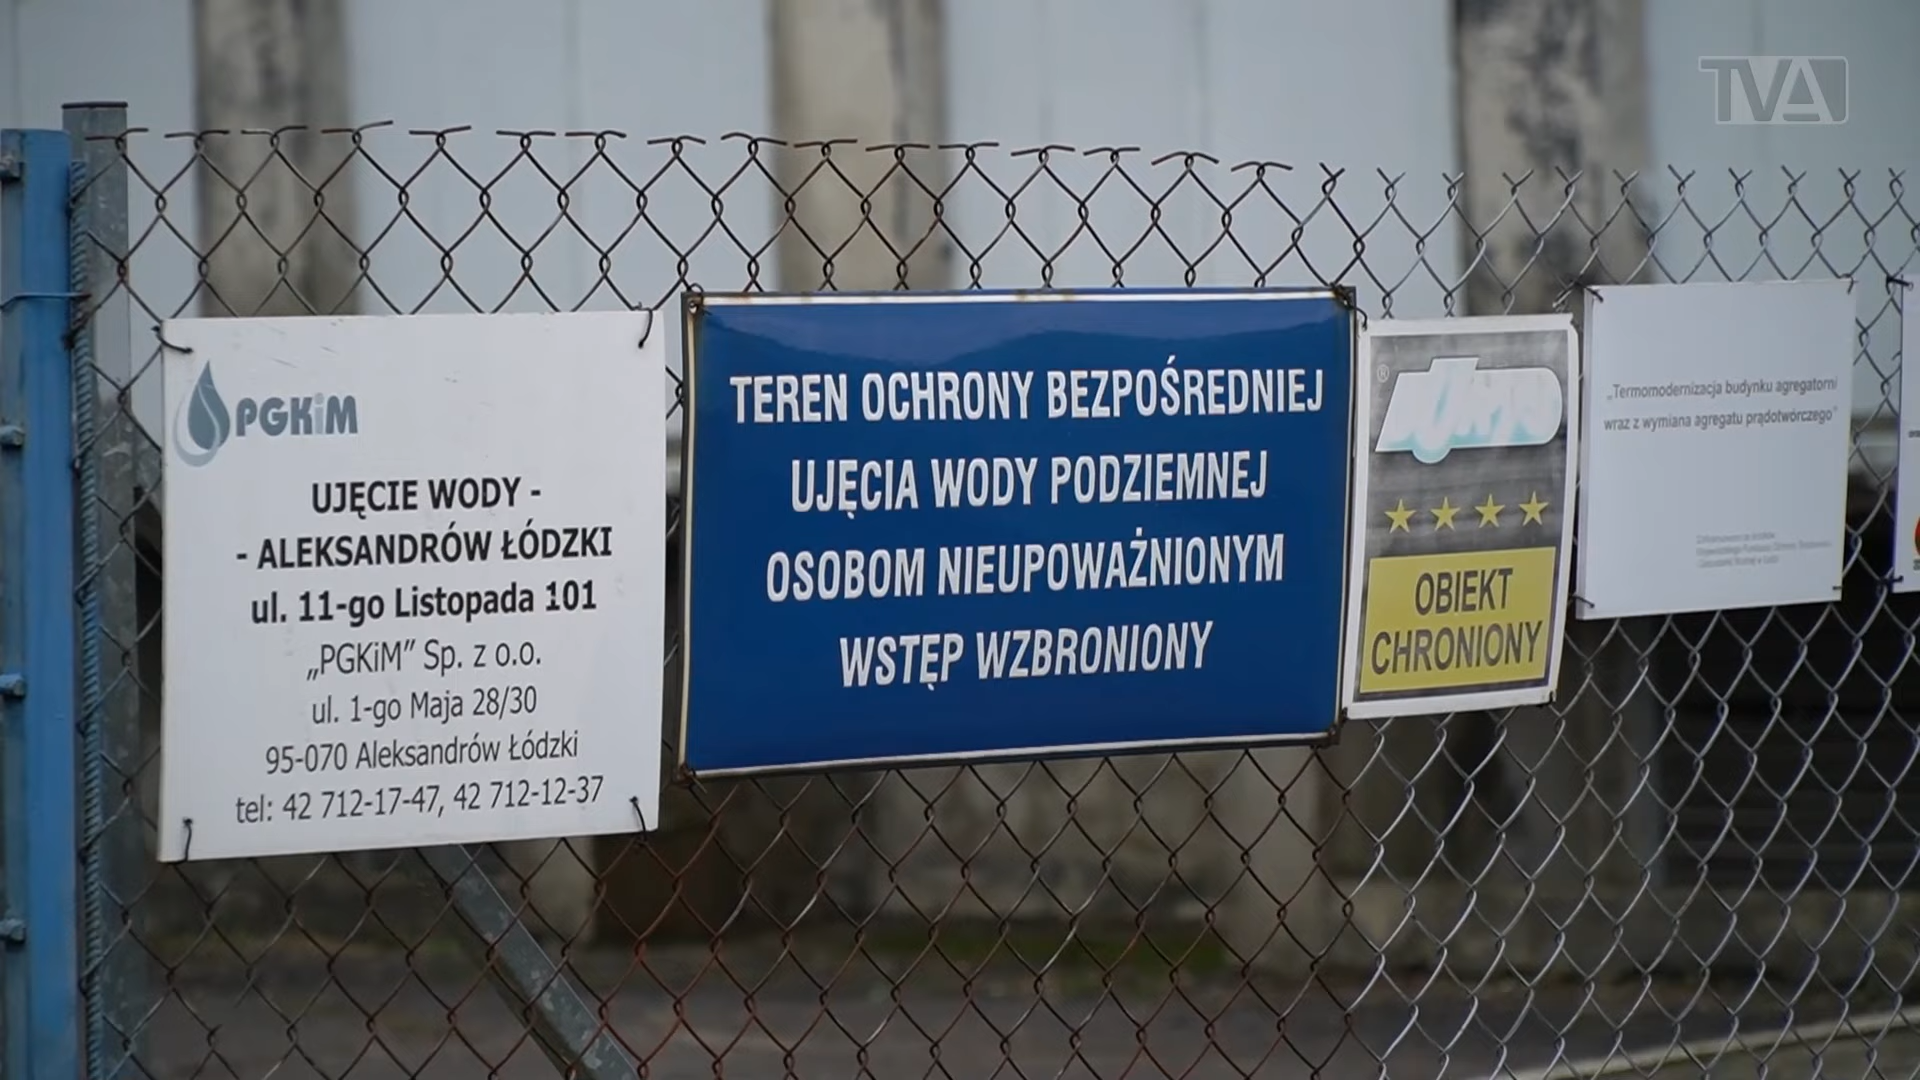 TVA
PGKiM
UJĘCIE WODY -
- ALEKSANDRÓW ŁÓDZKI
ul. 11-go Listopada 101
„PGKiM” Sp. z o.o.
ul. 1-go Maja 28/30
95-070 Aleksandrów Łódzki
tel: 42 712-17-47, 42 712-12-37
TEREN OCHRONY BEZPOŚREDNIEJ
UJĘCIA WODY PODZIEMNEJ
OSOBOM NIEUPOWAŻNIONYM
WSTĘP WZBRONIONY
®
OBIEKT
CHRONIONY
„Termomodernizacja budynku agregatorni
wraz z wymiana agregatu prądotwórczego”